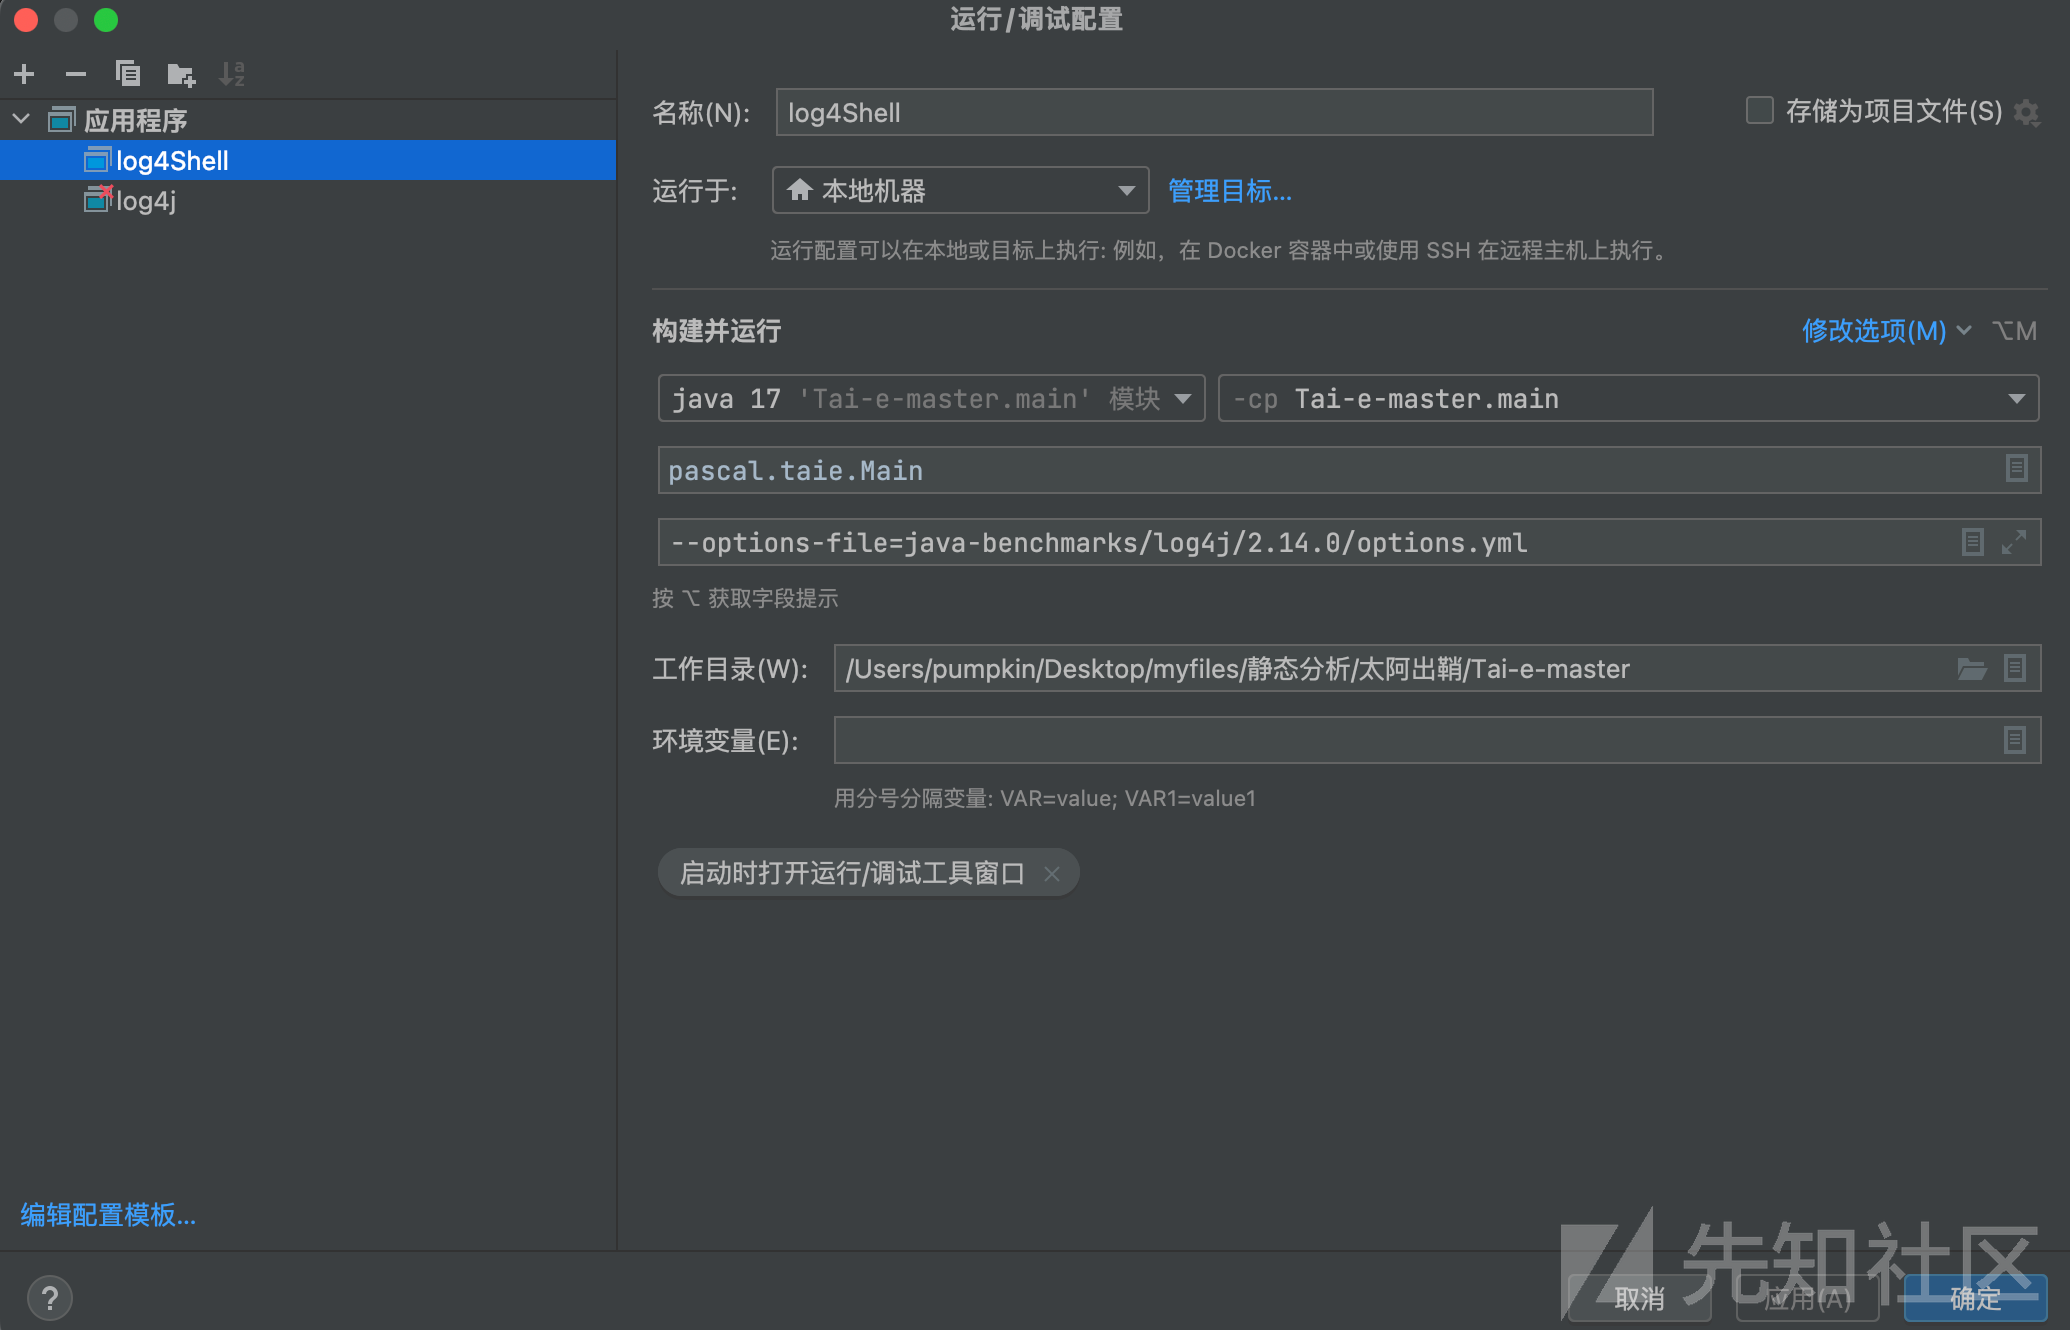 运行/调试配置
应用程序
log4Shell
log4j
名称(N): log4Shell
存储为项目文件(S)
运行于: 本地机器 管理目标...
运行配置可以在本地或目标上执行: 例如，在 Docker 容器中或使用 SSH 在远程主机上执行。
构建并运行
修改选项(M) ⌥M
java 17 'Tai-e-master.main' 模块 -cp Tai-e-master.main
pascal.taie.Main
--options-file=java-benchmarks/log4j/2.14.0/options.yml
按 ⌥ 获取字段提示
工作目录(W): /Users/pumpkin/Desktop/myfiles/静态分析/太阿出鞘/Tai-e-master
环境变量(E):
用分号分隔变量: VAR=value; VAR1=value1
启动时打开运行/调试工具窗口
编辑配置模板...
先知社区
?
取消 应用(A) 确定